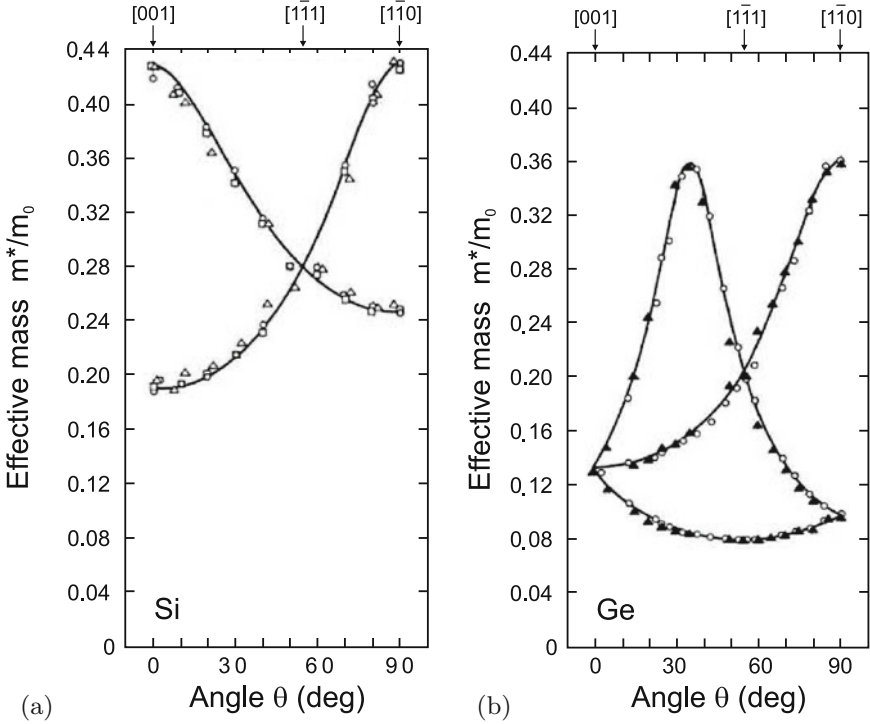 [001] [11̄1] [11̄0]
0.44
0.40
0.36
0.32
0.28
0.24
0.20
0.16
0.12
0.08
0.04
0
Effective mass m*/m₀
Si
0 30 60 90
Angle θ (deg)
(a)
[001] [11̄1] [11̄0]
0.44
0.40
0.36
0.32
0.28
0.24
0.20
0.16
0.12
0.08
0.04
0
Effective mass m*/m₀
Ge
0 30 60 90
Angle θ (deg)
(b)